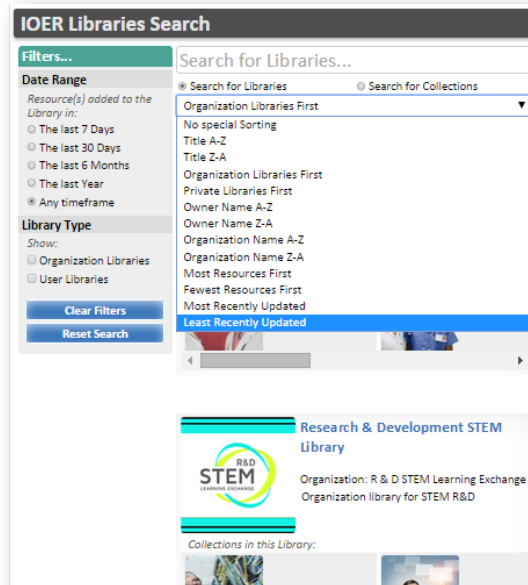 IOER Libraries Search
Filters...
Date Range
Resource(s) added to the
Library in:
The last 7 Days
The last 30 Days
The last 6 Months
The last Year
Any timeframe
Library Type
Show:
Organization Libraries
User Libraries
Clear Filters
Reset Search
Search for Libraries...
Search for Libraries
Search for Collections
Organization Libraries First
No special Sorting
Title A-Z
Title Z-A
Organization Libraries First
Private Libraries First
Owner Name A-Z
Owner Name Z-A
Organization Name A-Z
Organization Name Z-A
Most Resources First
Fewest Resources First
Most Recently Updated
Least Recently Updated
R&D
STEM
LEARNING EXCHANGE
Research & Development STEM
Library
Organization: R & D STEM Learning Exchange
Organization library for STEM R&D
Collections in this Library: